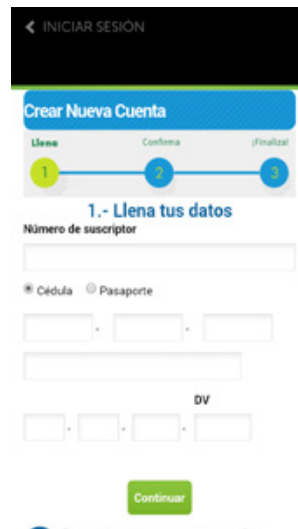 INICIAR SESIÓN
Crear Nueva Cuenta
Llena Confirma ¡Finaliza!
1 2 3
1.- Llena tus datos
Número de suscriptor
Cédula Pasaporte
- -
DV
- - -
Continuar